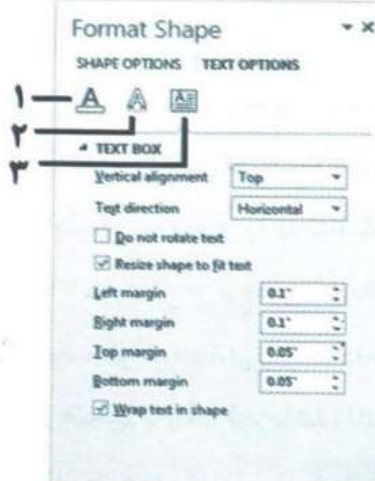 Format Shape
SHAPE OPTIONS TEXT OPTIONS
۱
۲
۳
TEXT BOX
Vertical alignment Top
Text direction Horizontal
Do not rotate text
Resize shape to fit text
Left margin 0.1"
Right margin 0.1"
Top margin 0.05"
Bottom margin 0.05"
Wrap text in shape